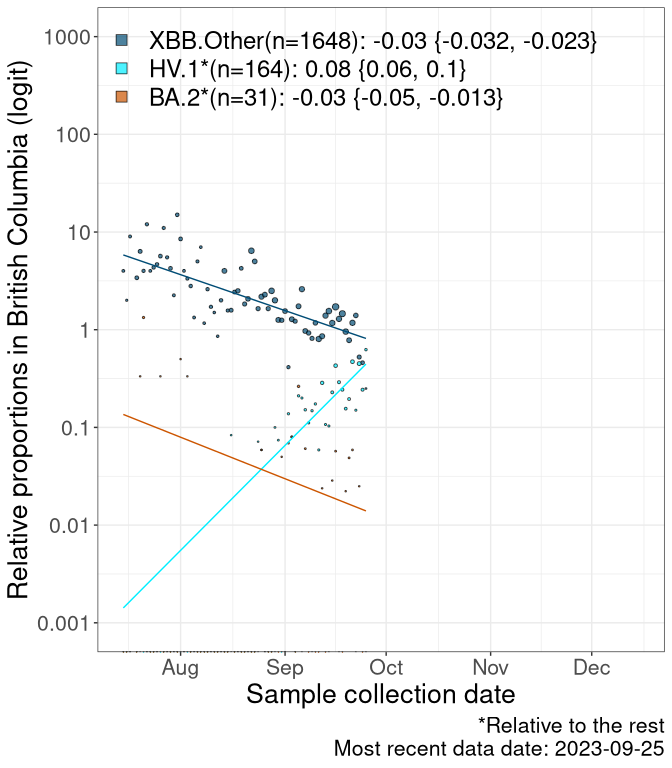 XBB.Other(n=1648): -0.03 {-0.032, -0.023}
HV.1*(n=164): 0.08 {0.06, 0.1}
BA.2*(n=31): -0.03 {-0.05, -0.013}
Relative proportions in British Columbia (logit)
1000
100
10
1
0.1
0.01
0.001
Aug Sep Oct Nov Dec
Sample collection date
*Relative to the rest
Most recent data date: 2023-09-25